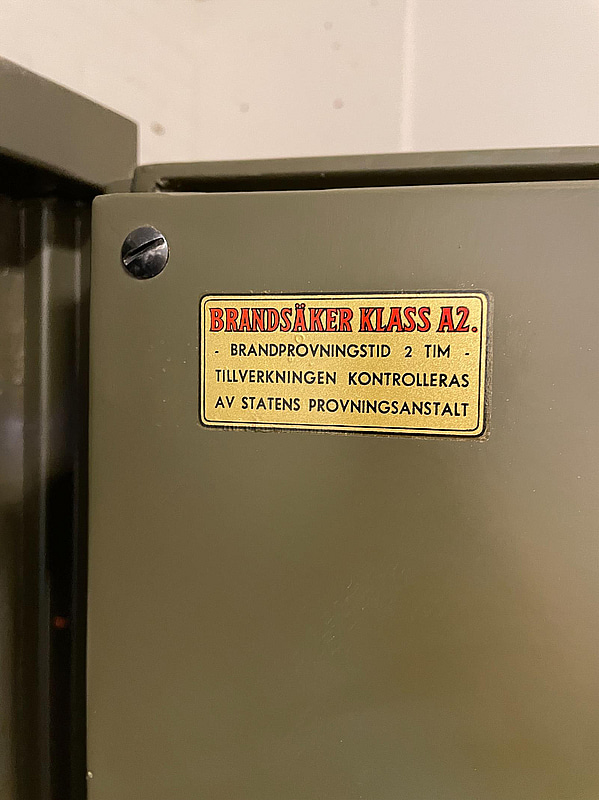 BRANDSÄKER KLASS A2.
- BRANDPROVNINGSTID 2 TIM -
TILLVERKNINGEN KONTROLLERAS
AV STATENS PROVNINGSANSTALT